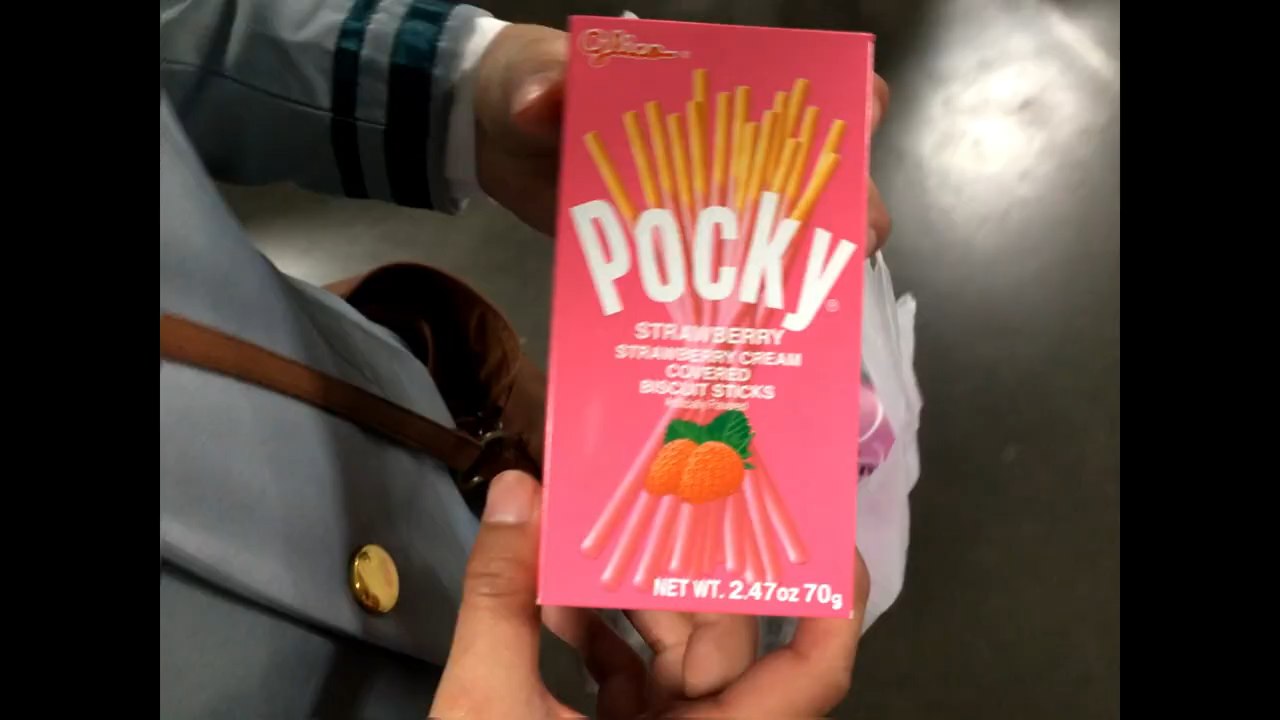 Glico
POCKY
STRAWBERRY
STRAWBERRY CREAM
COVERED
BISCUIT STICKS
NET WT. 2.47oz 70g